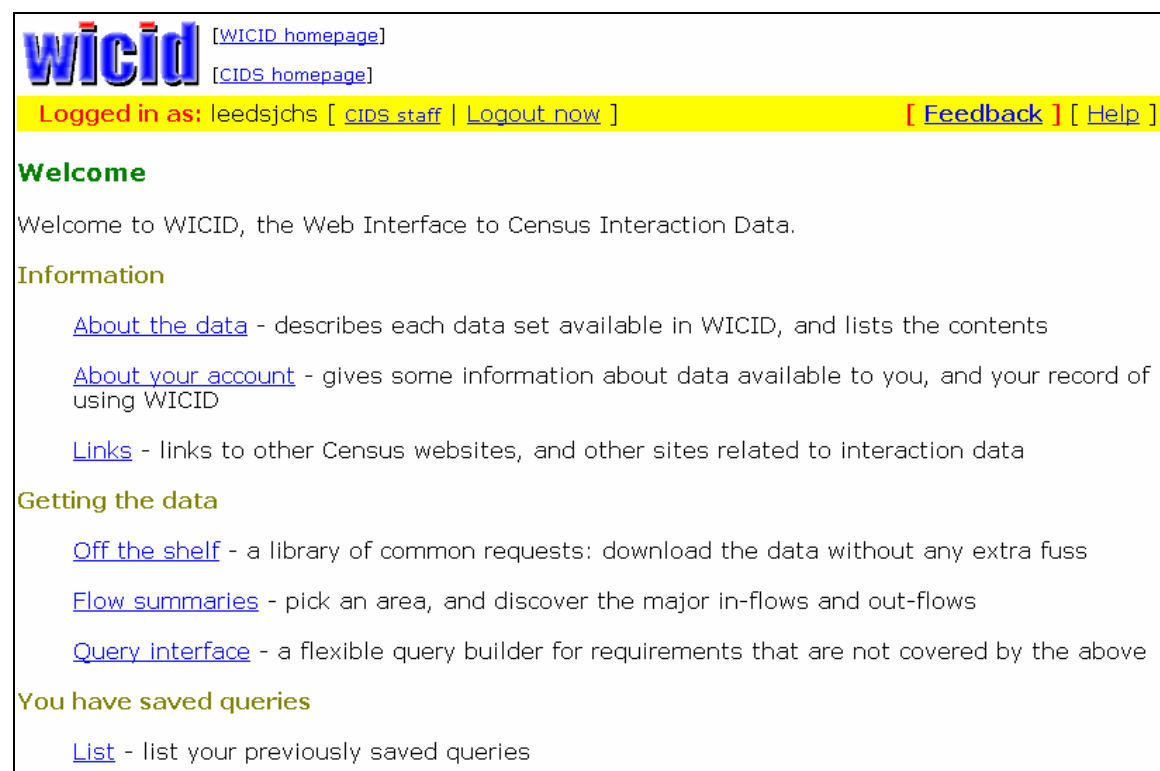 wicid [WICID homepage]
[CIDS homepage]
Logged in as: leedsjchs [ CIDS staff | Logout now ] [ Feedback ] [ Help ]
Welcome
Welcome to WICID, the Web Interface to Census Interaction Data.
Information
About the data - describes each data set available in WICID, and lists the contents
About your account - gives some information about data available to you, and your record of
using WICID
Links - links to other Census websites, and other sites related to interaction data
Getting the data
Off the shelf - a library of common requests: download the data without any extra fuss
Flow summaries - pick an area, and discover the major in-flows and out-flows
Query interface - a flexible query builder for requirements that are not covered by the above
You have saved queries
List - list your previously saved queries